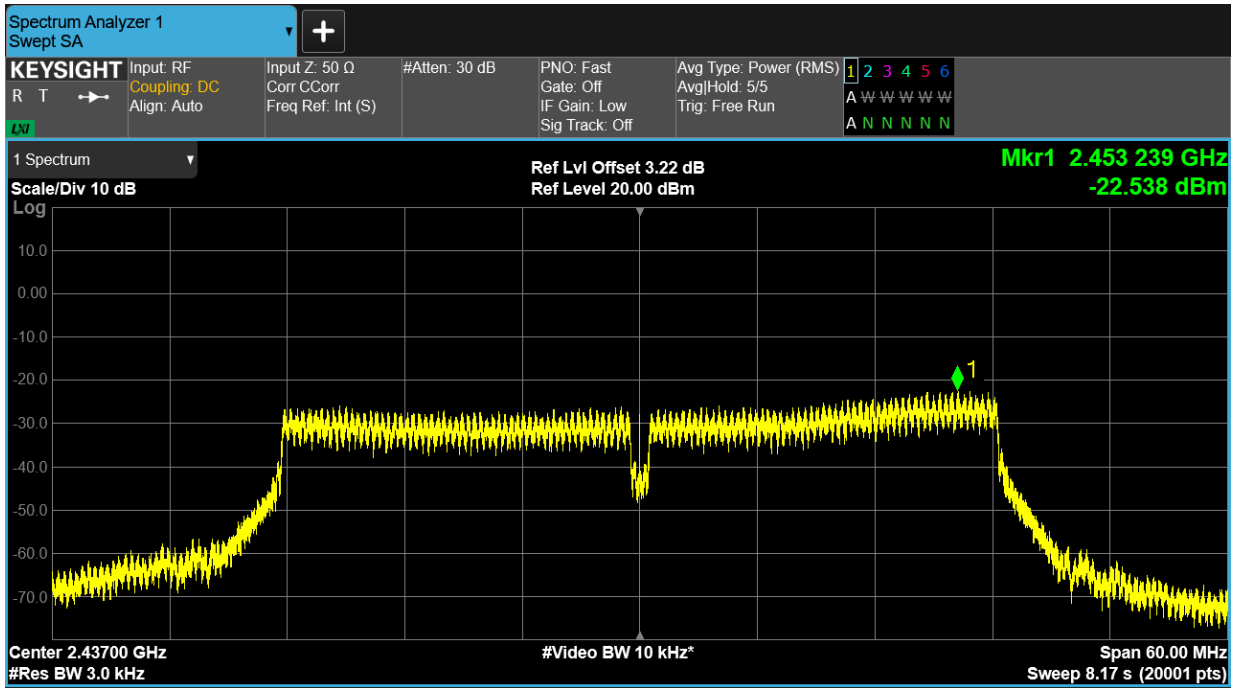 Spectrum Analyzer 1
Swept SA
+
KEYSIGHT
R T
LXI
Input: RF
Coupling: DC
Align: Auto
Input Z: 50 Ω
Corr CCorr
Freq Ref: Int (S)
#Atten: 30 dB
PNO: Fast
Gate: Off
IF Gain: Low
Sig Track: Off
Avg Type: Power (RMS)
Avg|Hold: 5/5
Trig: Free Run
1 2 3 4 5 6
A W W W W W
A N N N N N
1 Spectrum
Scale/Div 10 dB
Log
Ref Lvl Offset 3.22 dB
Ref Level 20.00 dBm
Mkr1 2.453 239 GHz
-22.538 dBm
10.0
0.00
-10.0
-20.0
-30.0
-40.0
-50.0
-60.0
-70.0
1
Center 2.43700 GHz
#Res BW 3.0 kHz
#Video BW 10 kHz*
Span 60.00 MHz
Sweep 8.17 s (20001 pts)